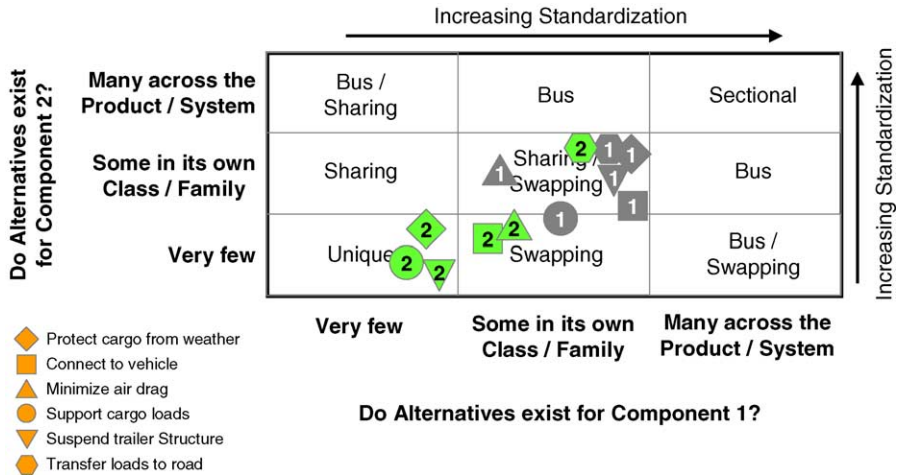 Increasing Standardization
Do Alternatives exist
for Component 2?
Many across the
Product / System
Bus /
Sharing
Bus
Sectional
Some in its own
Class / Family
Sharing
1
Sharing /
Swapping
2
1
1
1
1
Bus
Very few
Unique
2
2
2
2
2
1
Swapping
Bus /
Swapping
Increasing Standardization
Very few
Some in its own
Class / Family
Many across the
Product / System
Do Alternatives exist for Component 1?
Protect cargo from weather
Connect to vehicle
Minimize air drag
Support cargo loads
Suspend trailer Structure
Transfer loads to road